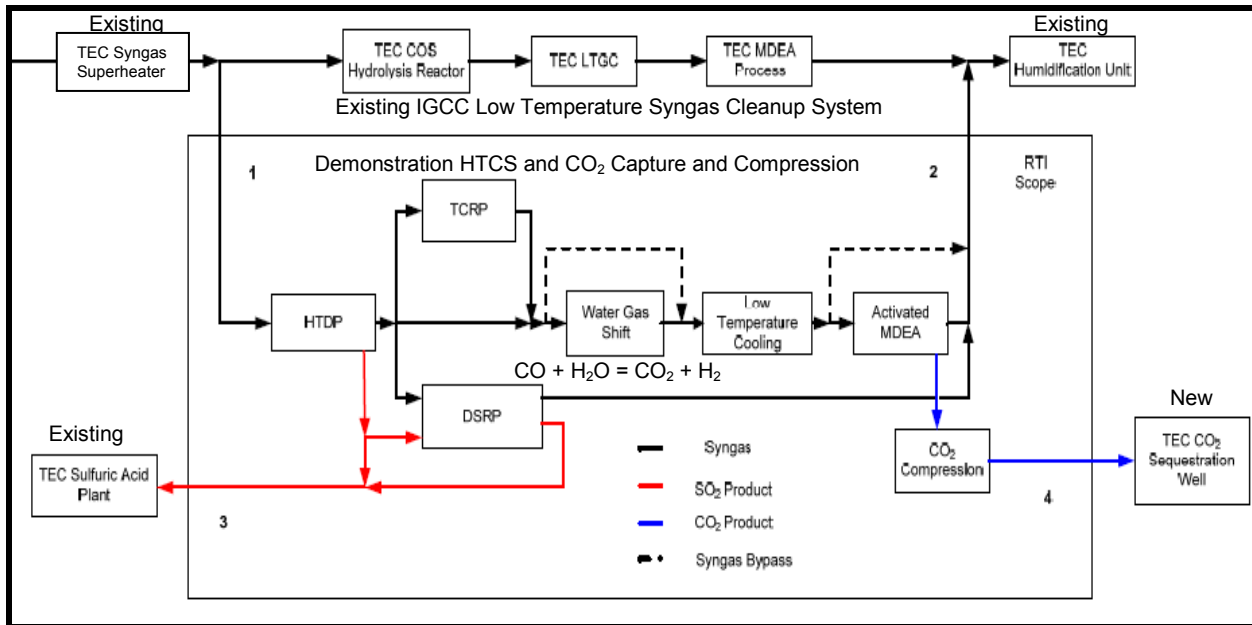 Existing
Existing
TEC Syngas
Superheater
TEC COS
Hydrolysis Reactor
TEC LTGC
TEC MDEA
Process
TEC
Humidification Unit
Existing IGCC Low Temperature Syngas Cleanup System
1
Demonstration HTCS and CO₂ Capture and Compression
2
RTI
Scope
TCRP
HTDP
Water Gas
Shift
Low
Temperature
Cooling
Activated
MDEA
CO + H₂O = CO₂ + H₂
DSRP
Existing
TEC Sulfuric Acid
Plant
3
Syngas
SO₂ Product
CO₂ Product
Syngas Bypass
CO₂
Compression
4
New
TEC CO₂
Sequestration
Well